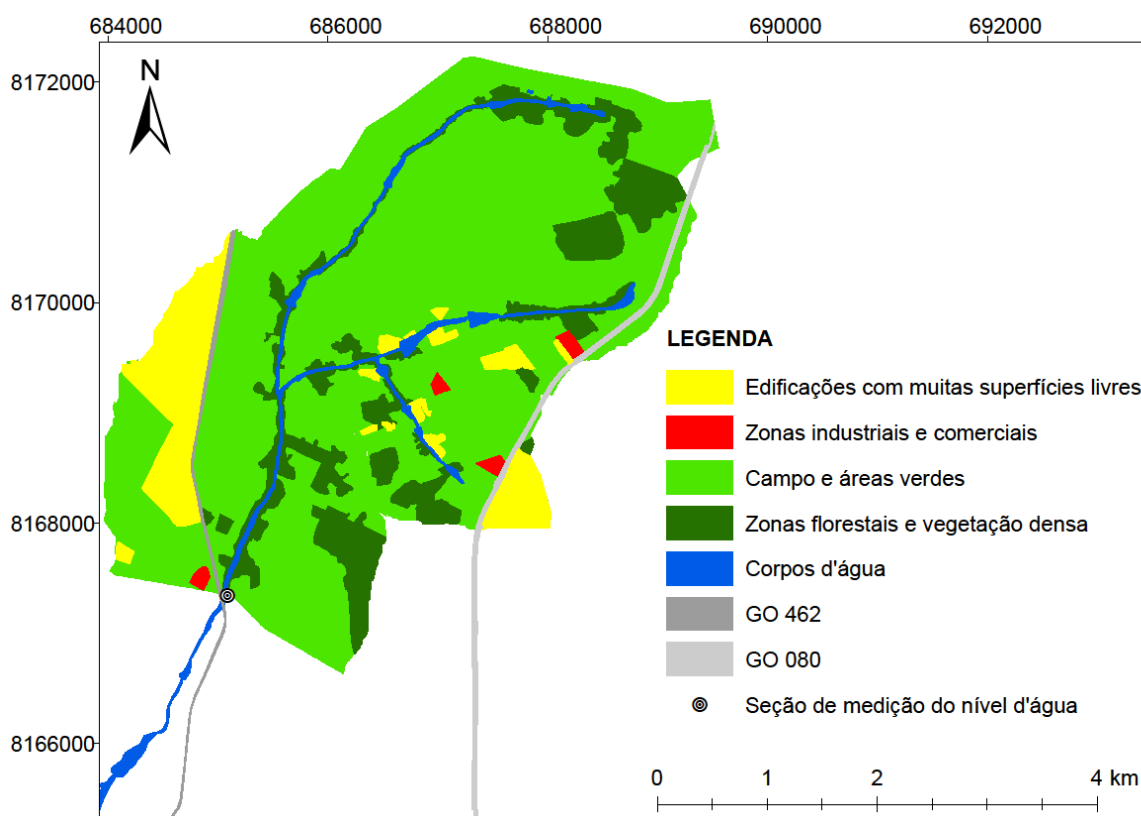 684000 686000 688000 690000 692000
8172000
N
8170000
8168000
8166000
LEGENDA
Edificações com muitas superfícies livres
Zonas industriais e comerciais
Campo e áreas verdes
Zonas florestais e vegetação densa
Corpos d'água
GO 462
GO 080
Seção de medição do nível d'água
0 1 2 4 km